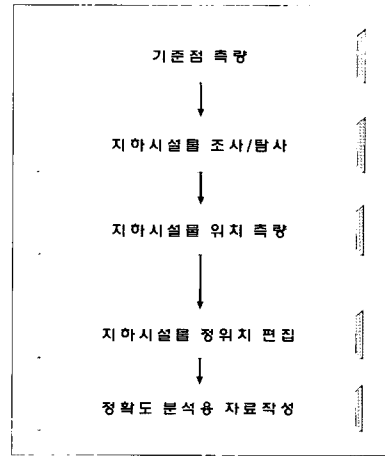 기준점 측량
지하시설물 조사/탐사
지하시설물 위치 측량
지하시설물 정위치 편집
정확도 분석용 자료작성